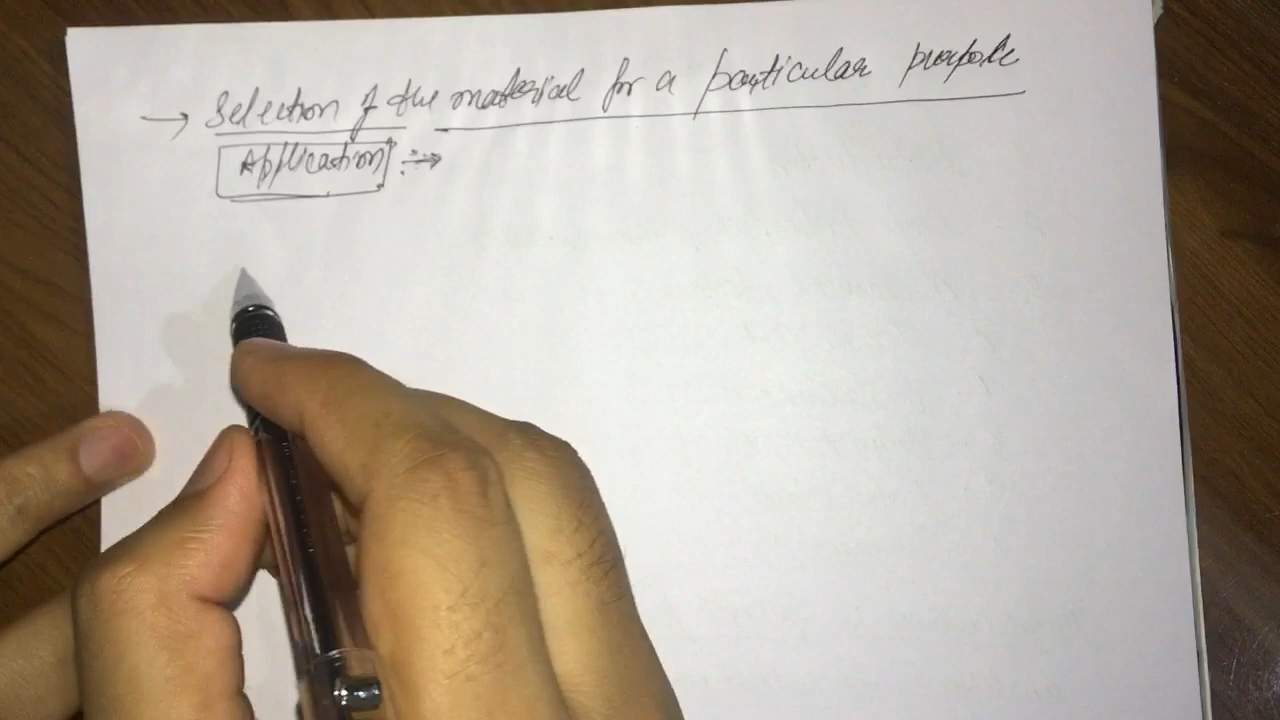 → Selection of the material for a particular purpose
Application :→